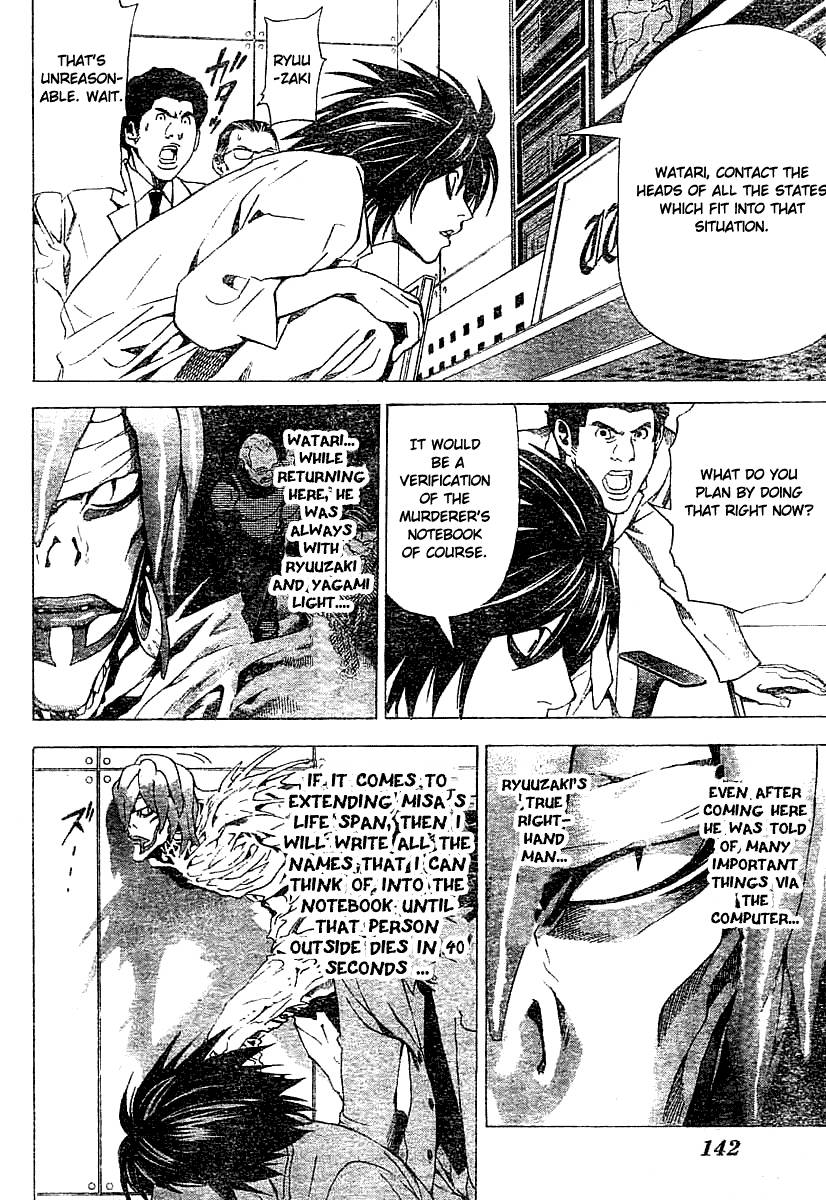 WATARI, CONTACT THE
HEADS OF ALL THE STATES
WHICH FIT INTO THAT
SITUATION.
RYUU
-ZAKI
ガタッ
THAT'S
UNREASON-
ABLE. WAIT.
WHAT DO YOU
PLAN BY DOING
THAT RIGHT NOW?
IT WOULD
BE A
VERIFICATION
OF THE
MURDERER'S
NOTEBOOK
OF COURSE.
WATARI...
WHILE
RETURNING
HERE, HE
WAS
ALWAYS
WITH
RYUUZAKI
AND YAGAMI
LIGHT....
EVEN AFTER
COMING HERE
HE WAS TOLD
OF MANY
IMPORTANT
THINGS VIA
THE
COMPUTER...
RYUUZAKI'S
TRUE
RIGHT-
HAND
MAN...
IF IT COMES TO
EXTENDING MISA'S
LIFE SPAN, THEN I
WILL WRITE ALL THE
NAMES THAT I CAN
THINK OF INTO THE
NOTEBOOK UNTIL
THAT PERSON
OUTSIDE DIES IN 40
SECONDS ...
ズ
142